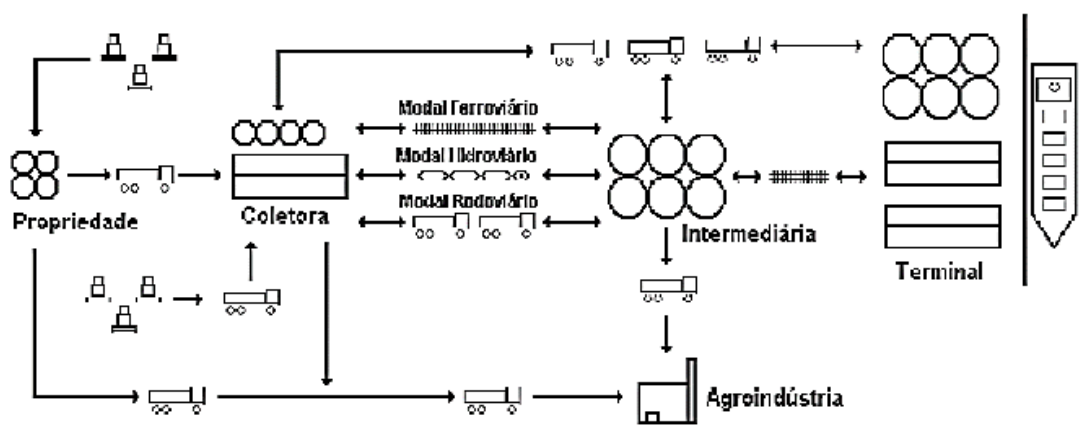 Modal Ferroviário
Modal Hidroviário
Modal Rodoviário
Propriedade
Coletora
Intermediária
Terminal
Agroindústria